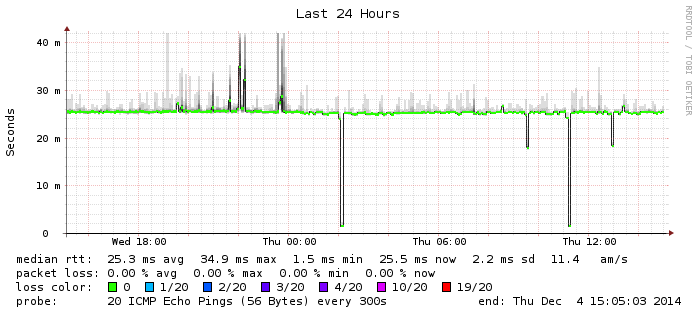 Last 24 Hours
RRDTOOL / TOBI OETIKER
Seconds
40 m
30 m
20 m
10 m
0
Wed 18:00 Thu 00:00 Thu 06:00 Thu 12:00
median rtt: 25.3 ms avg 34.9 ms max 1.5 ms min 25.5 ms now 2.2 ms sd 11.4 am/s
packet loss: 0.00 % avg 0.00 % max 0.00 % min 0.00 % now
loss color: 0 1/20 2/20 3/20 4/20 10/20 19/20
probe: 20 ICMP Echo Pings (56 Bytes) every 300s end: Thu Dec 4 15:05:03 2014